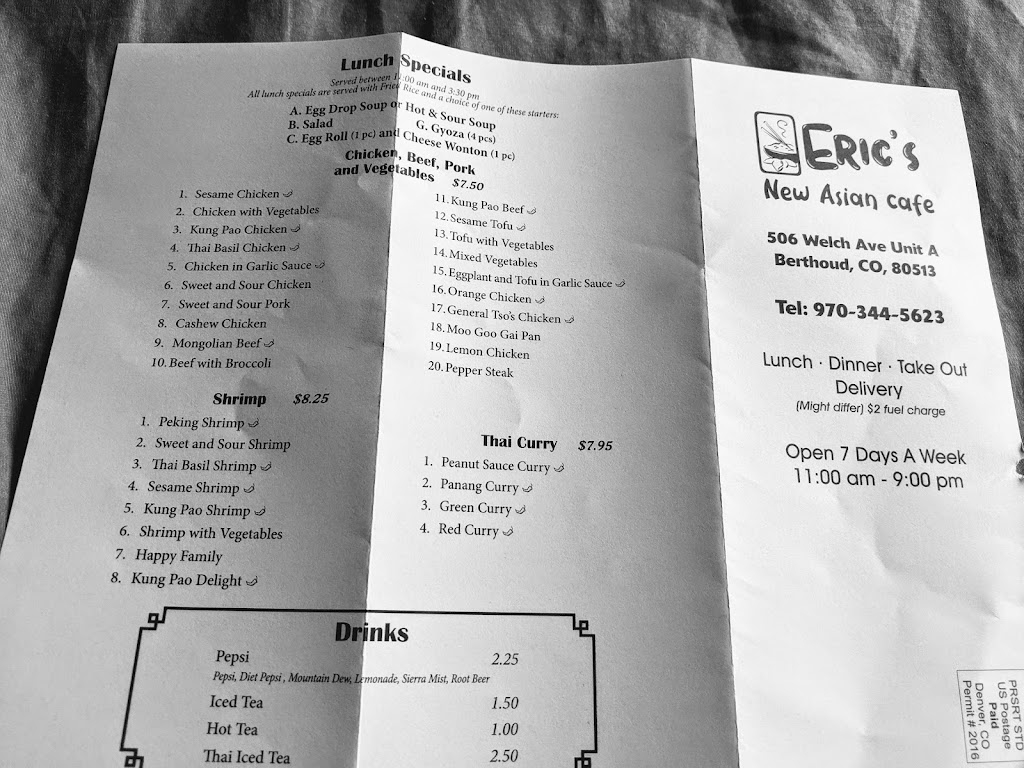 Lunch Specials
Served between 11:00 am and 3:30 pm
All lunch specials are served with Fried Rice and a choice of one of these starters:
A. Egg Drop Soup or Hot & Sour Soup
B. Salad G. Gyoza (4 pcs)
C. Egg Roll (1 pc) and Cheese Wonton (1 pc)
Chicken, Beef, Pork
and Vegetables $7.50
1. Sesame Chicken
2. Chicken with Vegetables
3. Kung Pao Chicken
4. Thai Basil Chicken
5. Chicken in Garlic Sauce
6. Sweet and Sour Chicken
7. Sweet and Sour Pork
8. Cashew Chicken
9. Mongolian Beef
10. Beef with Broccoli
11. Kung Pao Beef
12. Sesame Tofu
13. Tofu with Vegetables
14. Mixed Vegetables
15. Eggplant and Tofu in Garlic Sauce
16. Orange Chicken
17. General Tso's Chicken
18. Moo Goo Gai Pan
19. Lemon Chicken
20. Pepper Steak
Shrimp $8.25
1. Peking Shrimp
2. Sweet and Sour Shrimp
3. Thai Basil Shrimp
4. Sesame Shrimp
5. Kung Pao Shrimp
6. Shrimp with Vegetables
7. Happy Family
8. Kung Pao Delight
Thai Curry $7.95
1. Peanut Sauce Curry
2. Panang Curry
3. Green Curry
4. Red Curry
Drinks
Pepsi 2.25
Pepsi, Diet Pepsi, Mountain Dew, Lemonade, Sierra Mist, Root Beer
Iced Tea 1.50
Hot Tea 1.00
Thai Iced Tea 2.50
ERIC'S
New Asian Cafe
506 Welch Ave Unit A
Berthoud, CO, 80513
Tel: 970-344-5623
Lunch · Dinner · Take Out
Delivery
(Might differ) $2 fuel charge
Open 7 Days A Week
11:00 am - 9:00 pm
PRSRT STD
US Postage
Paid
Denver, CO
Permit # 2016